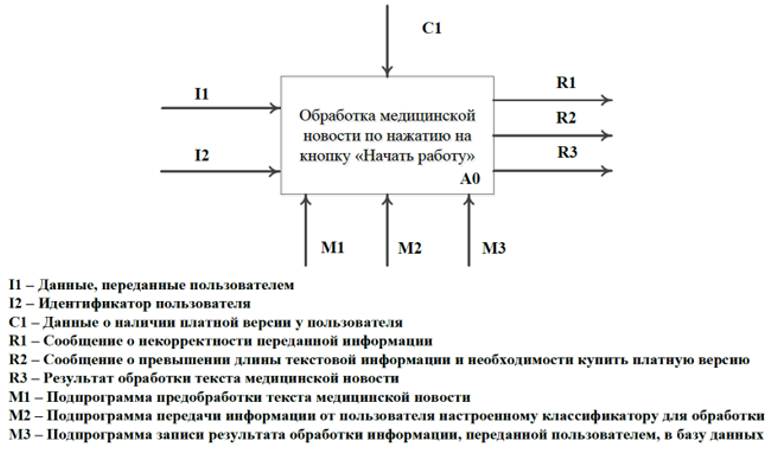 C1
I1
R1
Обработка медицинской
новости по нажатию на
кнопку «Начать работу»
R2
I2
R3
A0
M1
M2
M3
I1 – Данные, переданные пользователем
I2 – Идентификатор пользователя
C1 – Данные о наличии платной версии у пользователя
R1 – Сообщение о некорректности переданной информации
R2 – Сообщение о превышении длины текстовой информации и необходимости купить платную версию
R3 – Результат обработки текста медицинской новости
M1 – Подпрограмма предобработки текста медицинской новости
M2 – Подпрограмма передачи информации от пользователя настроенному классификатору для обработки
M3 – Подпрограмма записи результата обработки информации, переданной пользователем, в базу данных